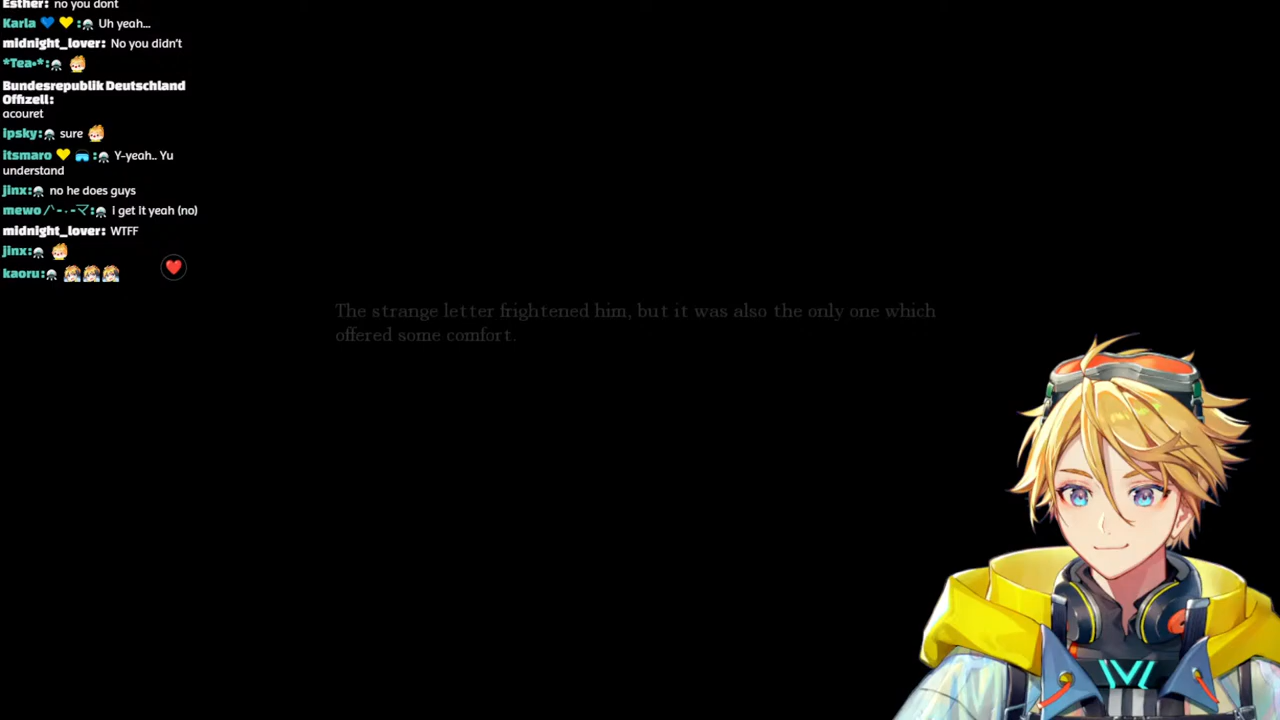 Esther: no you dont
Karla 💙 💛 : Uh yeah...
midnight_lover: No you didn't
*Tea•*:
Bundesrepublik Deutschland
Offizell:
acouret
ipsky: sure
itsmaro 💛 : Y-yeah.. Yu
understand
jinx: no he does guys
mewo /ᐠ - ˕ -マ: i get it yeah (no)
midnight_lover: WTFF
jinx:
kaoru:
The strange letter frightened him, but it was also the only one which
offered some comfort.